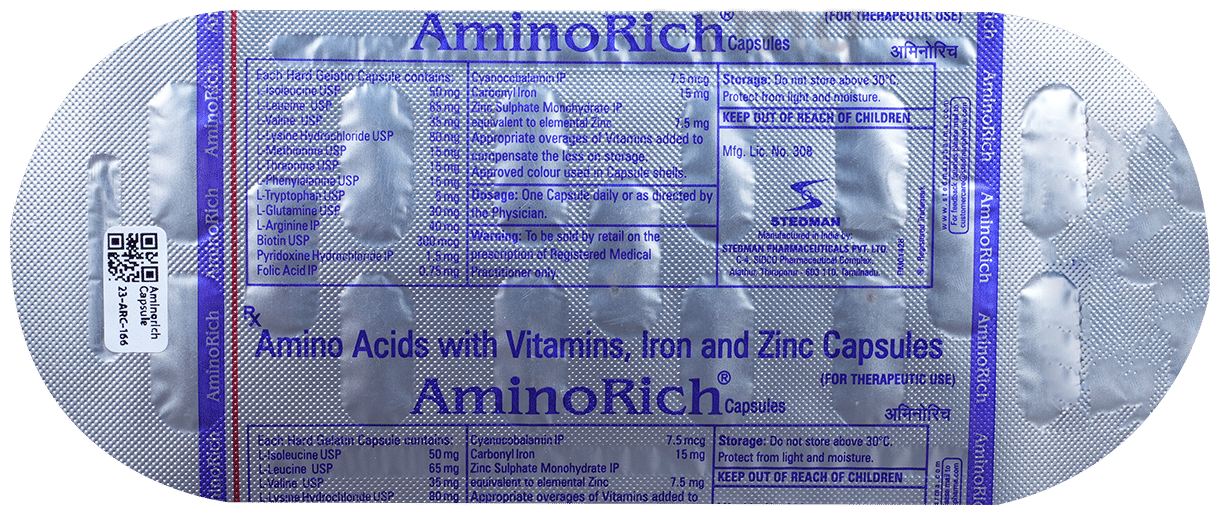 AminoRich® Capsules
(FOR THERAPEUTIC USE)
अमिनोरिच
Each Hard Gelatin Capsule contains:
L-Isoleucine USP 50 mg
L-Leucine USP 65 mg
L-Valine USP 35 mg
L-Lysine Hydrochloride USP 80 mg
L-Methionine USP 15 mg
L-Threonine USP 15 mg
L-Phenylalanine USP 15 mg
L-Tryptophan USP 5 mg
L-Glutamine USP 30 mg
L-Arginine IP 40 mg
Biotin USP 300 mcg
Pyridoxine Hydrochloride IP 1.5 mg
Folic Acid IP 0.75 mg
Cyanocobalamin IP 7.5 mcg
Carbonyl Iron 15 mg
Zinc Sulphate Monohydrate IP
equivalent to elemental Zinc 7.5 mg
Appropriate overages of Vitamins added to
compensate the less on storage.
Approved colour used in Capsule shells.
Dosage: One Capsule daily or as directed by
the Physician.
Warning: To be sold by retail on the
prescription of Registered Medical
Practitioner only.
Storage: Do not store above 30°C.
Protect from light and moisture.
KEEP OUT OF REACH OF CHILDREN
Mfg. Lic. No. 308
STEDMAN
Manufactured in India by:
STEDMAN PHARMACEUTICALS PVT. LTD.
C-4, SIDCO Pharmaceutical Complex,
Alathur, Thiruporur - 603 110. Tamilnadu.
® Registered Trademark
Rx
Amino Acids with Vitamins, Iron and Zinc Capsules
AminoRich® Capsules
(FOR THERAPEUTIC USE)
अमिनोरिच
Each Hard Gelatin Capsule contains:
L-Isoleucine USP 50 mg
L-Leucine USP 65 mg
L-Valine USP 35 mg
L-Lysine Hydrochloride USP 80 mg
Cyanocobalamin IP 7.5 mcg
Carbonyl Iron 15 mg
Zinc Sulphate Monohydrate IP
equivalent to elemental Zinc 7.5 mg
Appropriate overages of Vitamins added to
Storage: Do not store above 30°C.
Protect from light and moisture.
KEEP OUT OF REACH OF CHILDREN
AminoRich
AminoRich
AminoRich
AminoRich
AminoRich
AminoRich
AminoRich
AminoRich
AminoRich
Aminorich
Capsule
23-ARC-166